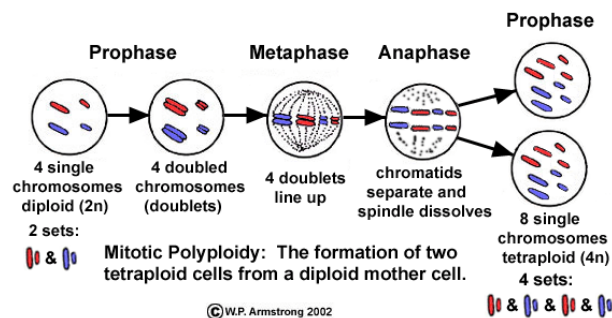 Prophase
Metaphase
Anaphase
Prophase
4 single
chromosomes
diploid (2n)
2 sets:
&
4 doubled
chromosomes
(doublets)
4 doublets
line up
chromatids
separate and
spindle dissolves
8 single
chromosomes
tetraploid (4n)
4 sets:
& & &
Mitotic Polyploidy: The formation of two
tetraploid cells from a diploid mother cell.
© W.P. Armstrong 2002